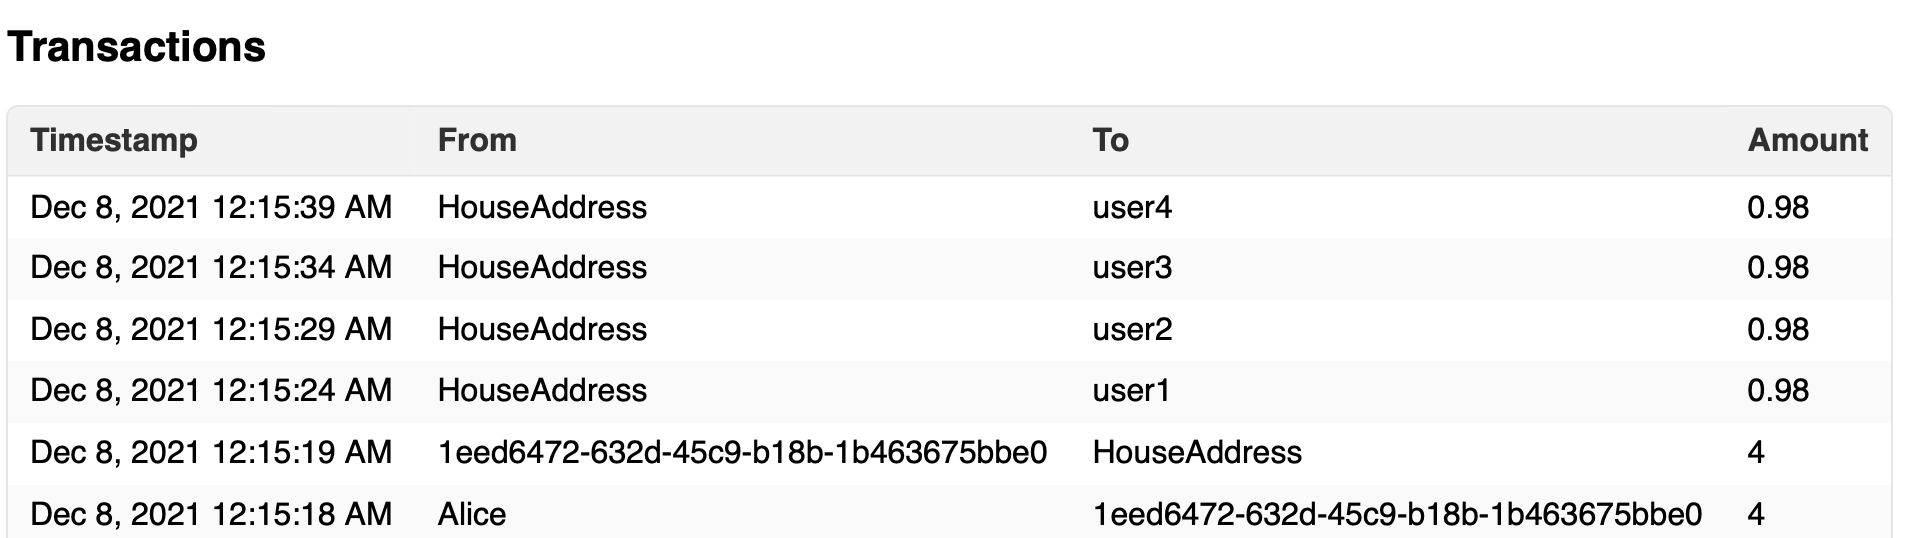 Transactions
Timestamp From To Amount
Dec 8, 2021 12:15:39 AM HouseAddress user4 0.98
Dec 8, 2021 12:15:34 AM HouseAddress user3 0.98
Dec 8, 2021 12:15:29 AM HouseAddress user2 0.98
Dec 8, 2021 12:15:24 AM HouseAddress user1 0.98
Dec 8, 2021 12:15:19 AM 1eed6472-632d-45c9-b18b-1b463675bbe0 HouseAddress 4
Dec 8, 2021 12:15:18 AM Alice 1eed6472-632d-45c9-b18b-1b463675bbe0 4